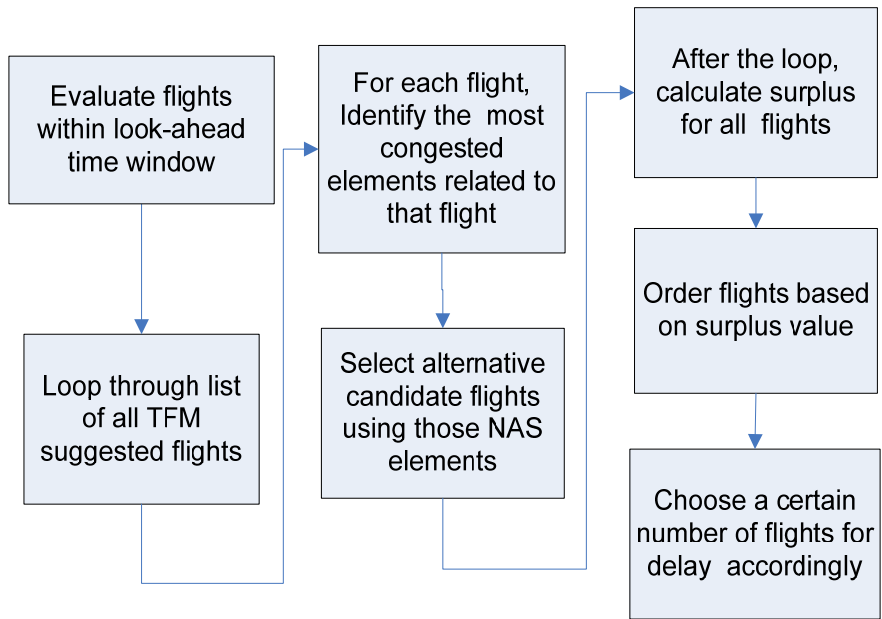 Evaluate flights
within look-ahead
time window
Loop through list
of all TFM
suggested flights
For each flight,
Identify the most
congested
elements related to
that flight
Select alternative
candidate flights
using those NAS
elements
After the loop,
calculate surplus
for all flights
Order flights based
on surplus value
Choose a certain
number of flights for
delay accordingly